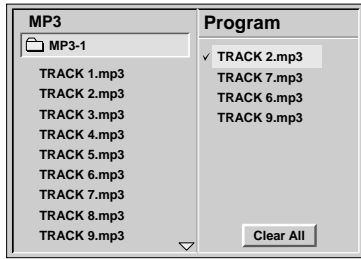 MP3
MP3-1
TRACK 1.mp3
TRACK 2.mp3
TRACK 3.mp3
TRACK 4.mp3
TRACK 5.mp3
TRACK 6.mp3
TRACK 7.mp3
TRACK 8.mp3
TRACK 9.mp3
Program
TRACK 2.mp3
TRACK 7.mp3
TRACK 6.mp3
TRACK 9.mp3
Clear All